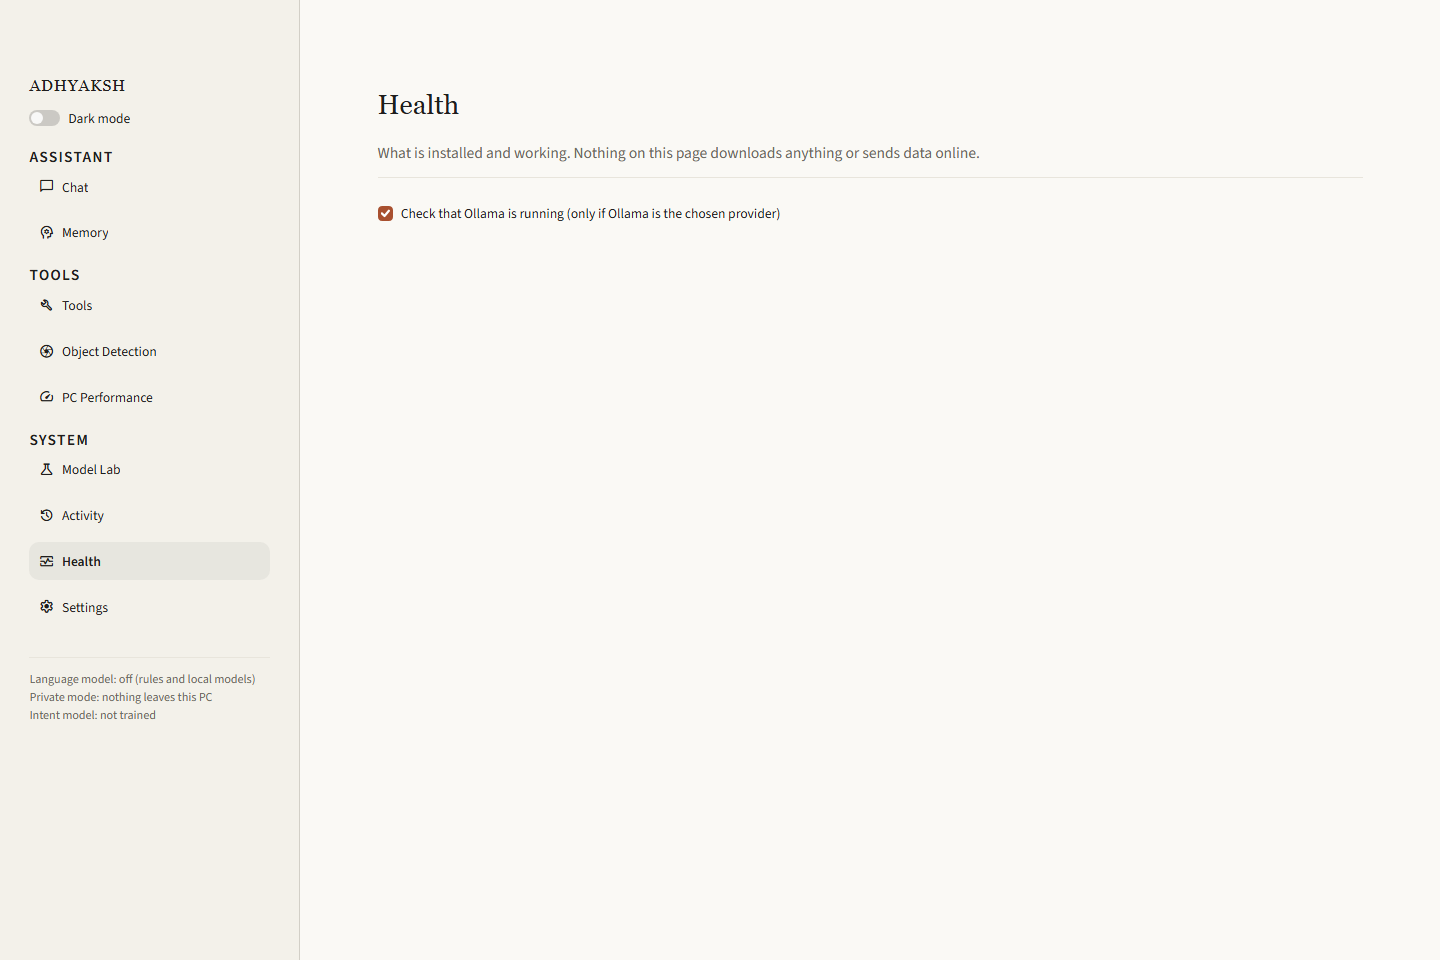 ADHYAKSH
Dark mode
ASSISTANT
Chat
Memory
TOOLS
Tools
Object Detection
PC Performance
SYSTEM
Model Lab
Activity
Health
Settings
Language model: off (rules and local models)
Private mode: nothing leaves this PC
Intent model: not trained
Health
What is installed and working. Nothing on this page downloads anything or sends data online.
Check that Ollama is running (only if Ollama is the chosen provider)